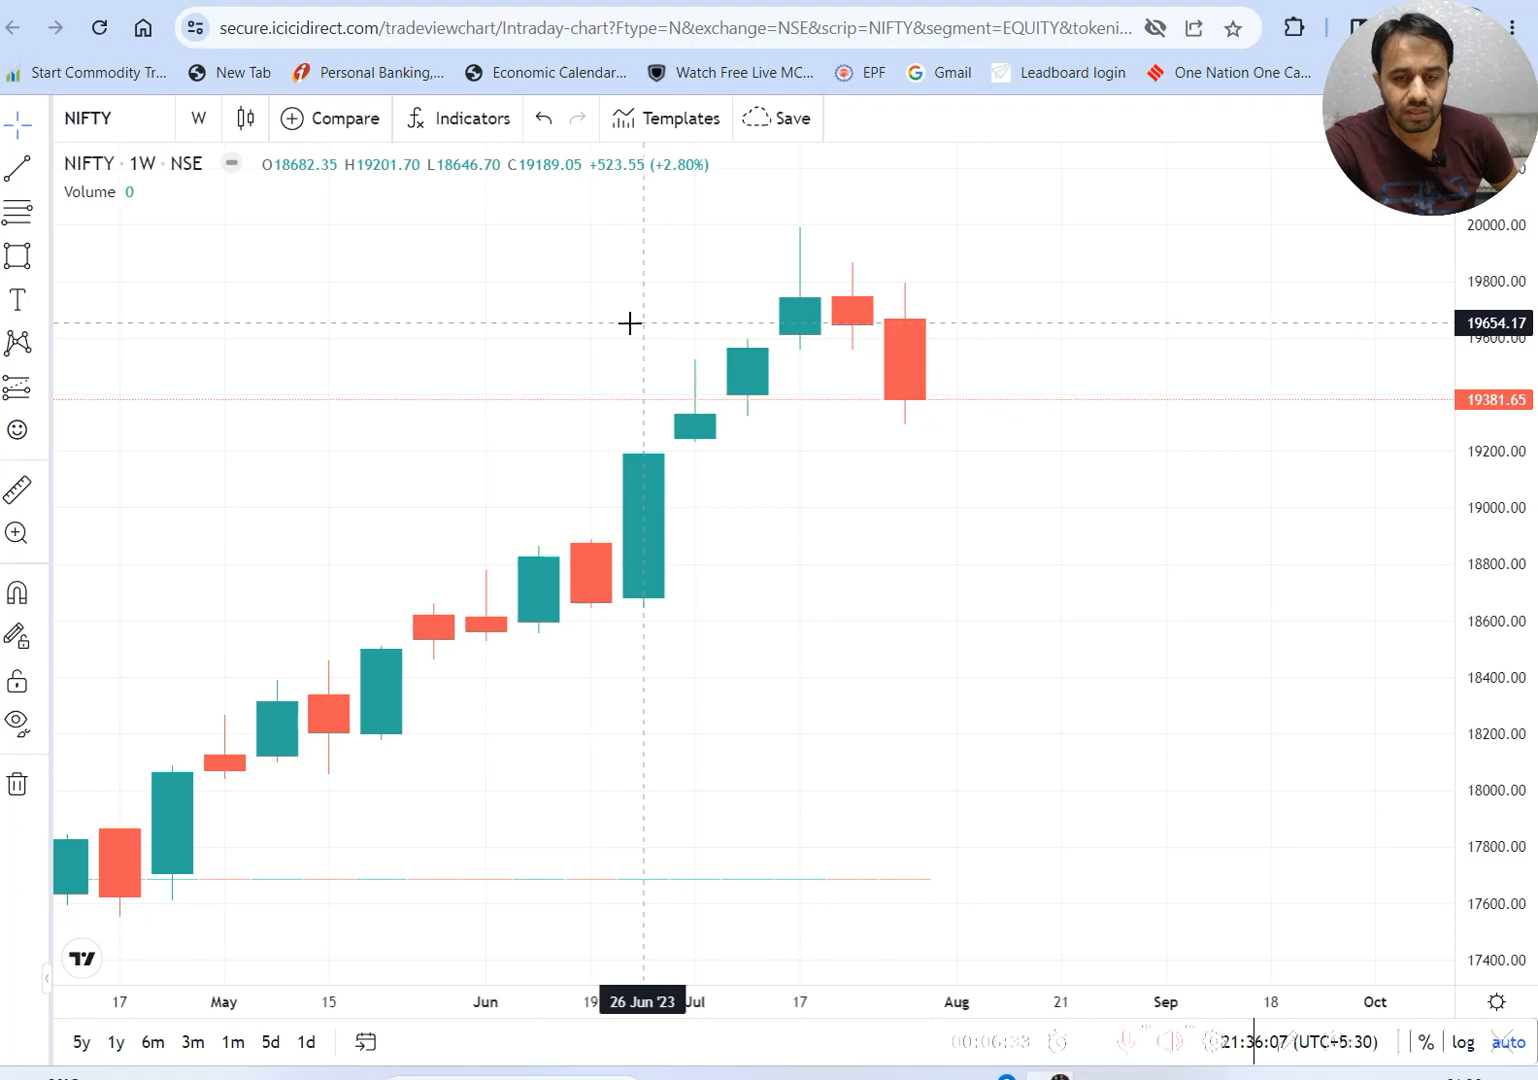 secure.icicidirect.com/tradeviewchart/Intraday-chart?Ftype=N&exchange=NSE&scrip=NIFTY&segment=EQUITY&tokeni...
Start Commodity Tr... New Tab Personal Banking,... Economic Calendar... Watch Free Live MC... EPF Gmail Leadboard login One Nation One Ca...
NIFTY W Compare Indicators Templates Save
NIFTY · 1W · NSE O18682.35 H19201.70 L18646.70 C19189.05 +523.55 (+2.80%)
Volume 0
20000.00
19800.00
19654.17
19600.00
19381.65
19200.00
19000.00
18800.00
18600.00
18400.00
18200.00
18000.00
17800.00
17600.00
17400.00
17 May 15 Jun 19 26 Jun '23 Jul 17 Aug 21 Sep 18 Oct
5y 1y 6m 3m 1m 5d 1d 00:06:33 21:36:07 (UTC+5:30) % log auto